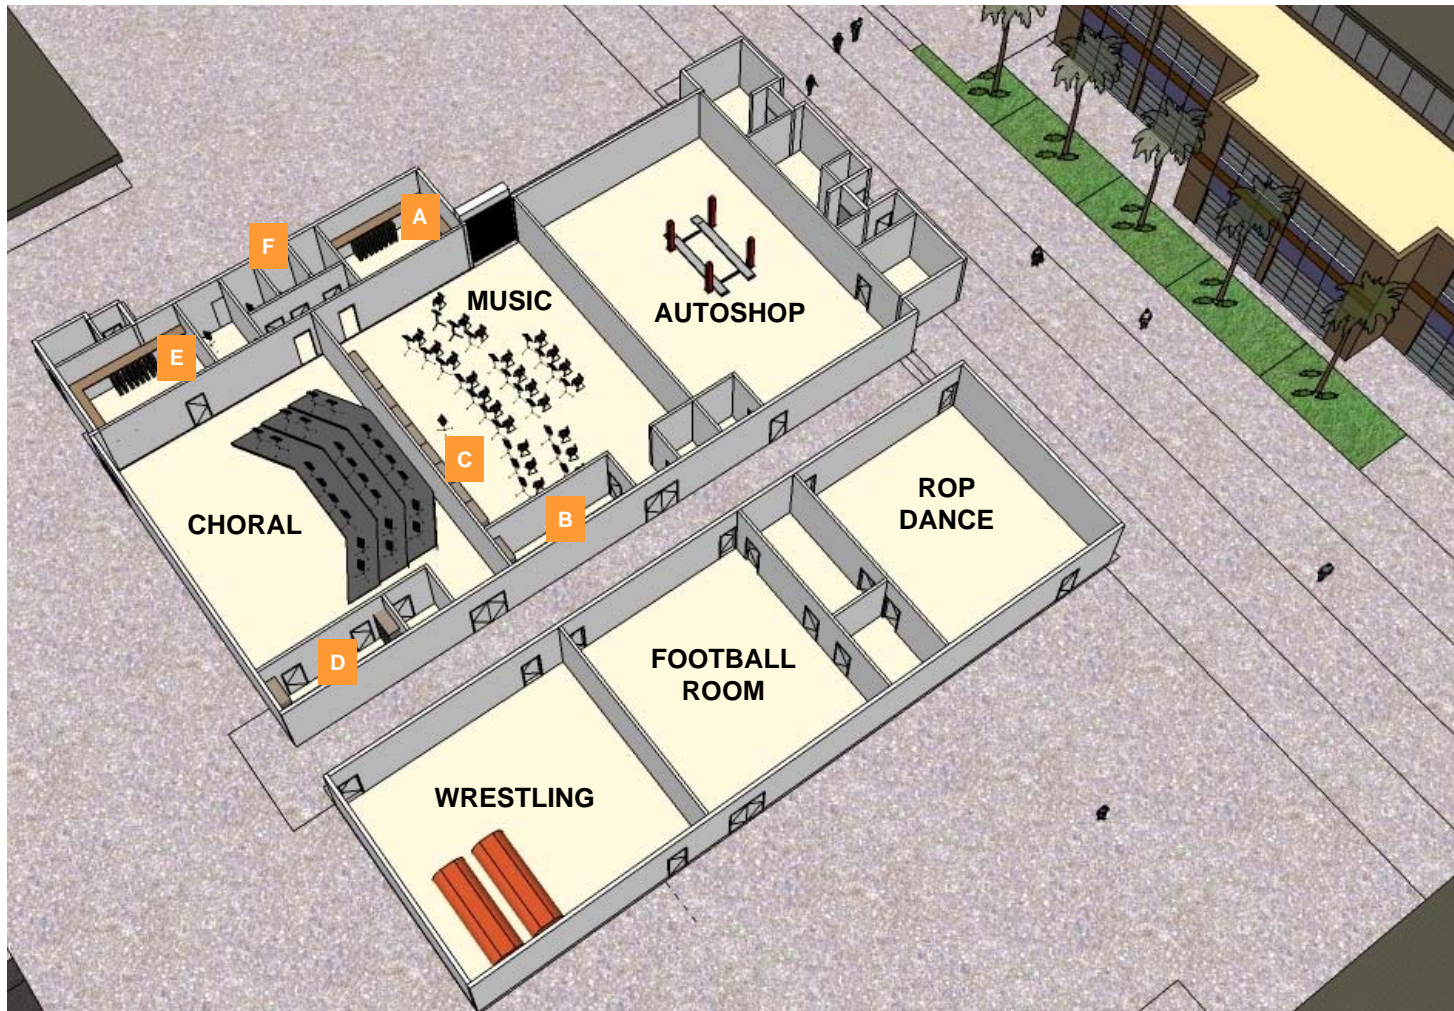 A
F
MUSIC
AUTOSHOP
E
C
ROP
DANCE
CHORAL
B
D
FOOTBALL
ROOM
WRESTLING